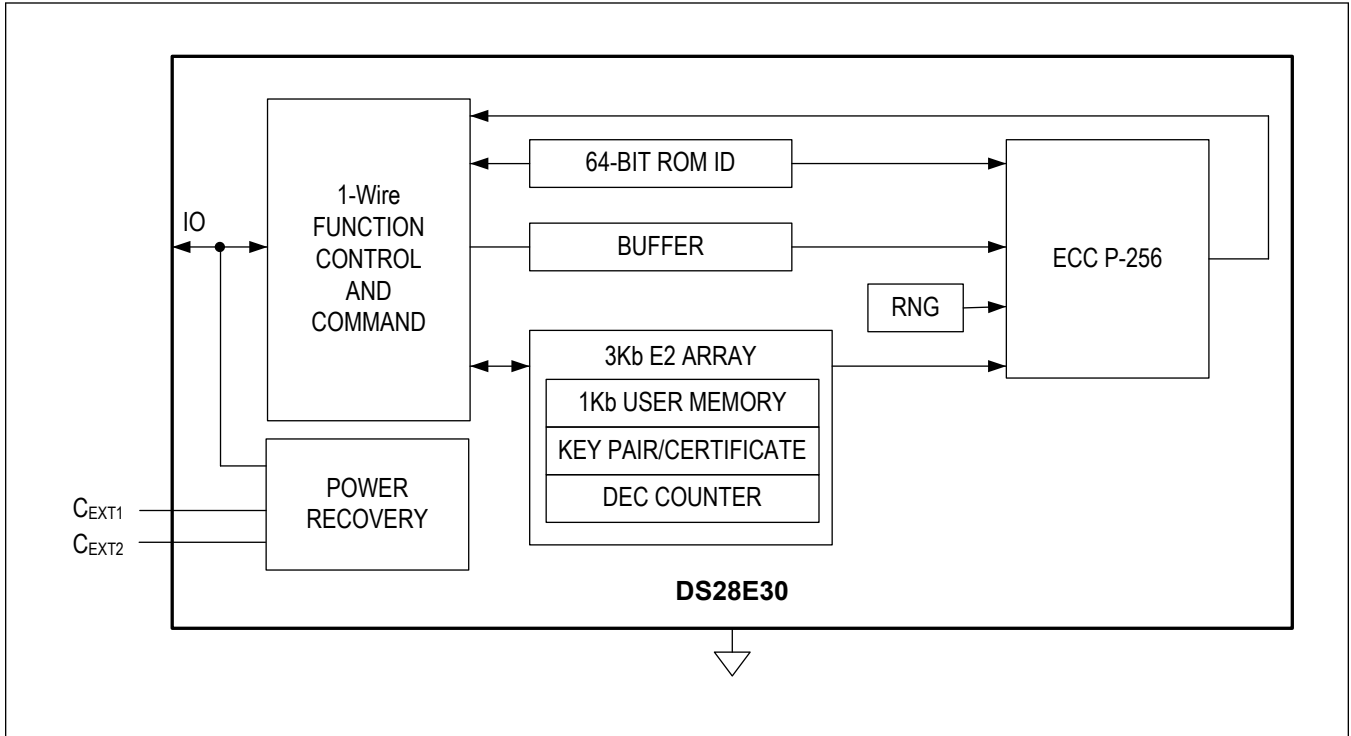 1-Wire
FUNCTION
CONTROL
AND
COMMAND
IO
64-BIT ROM ID
BUFFER
RNG
ECC P-256
3Kb E2 ARRAY
1Kb USER MEMORY
KEY PAIR/CERTIFICATE
DEC COUNTER
POWER
RECOVERY
CEXT1
CEXT2
DS28E30